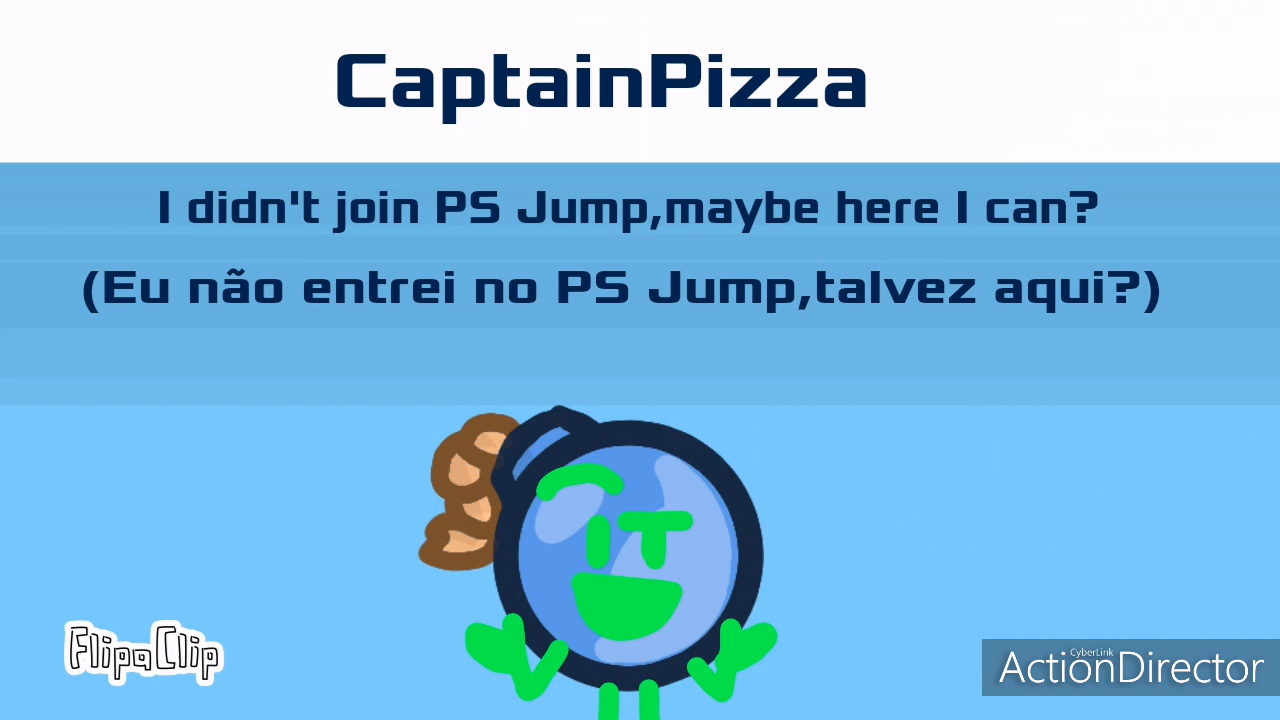 CaptainPizza
I didn't join PS Jump,maybe here I can?
(Eu não entrei no PS Jump,talvez aqui?)
FlipaClip
CyberLink
ActionDirector